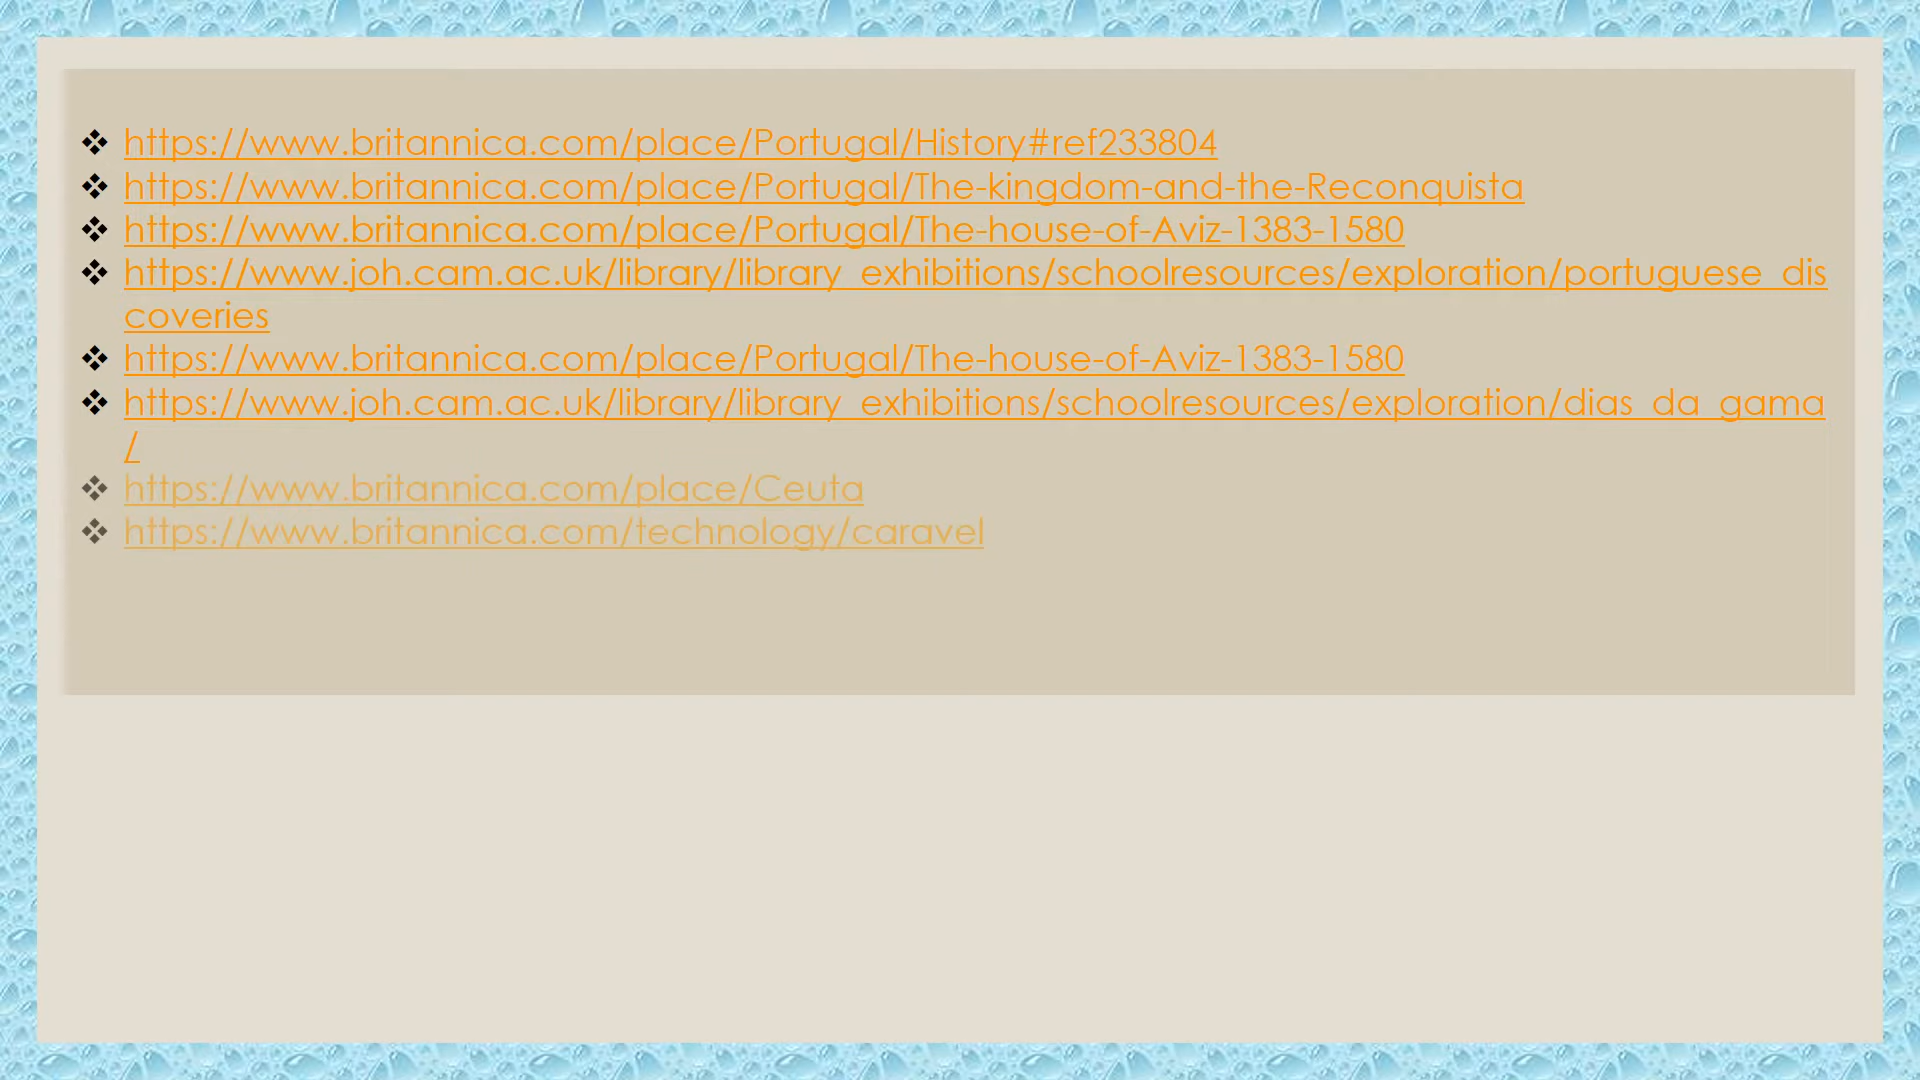 ❖ https://www.britannica.com/place/Portugal/History#ref233804
❖ https://www.britannica.com/place/Portugal/The-kingdom-and-the-Reconquista
❖ https://www.britannica.com/place/Portugal/The-house-of-Aviz-1383-1580
❖ https://www.joh.cam.ac.uk/library/library_exhibitions/schoolresources/exploration/portuguese_dis
coveries
❖ https://www.britannica.com/place/Portugal/The-house-of-Aviz-1383-1580
❖ https://www.joh.cam.ac.uk/library/library_exhibitions/schoolresources/exploration/dias_da_gama
/
❖ https://www.britannica.com/place/Ceuta
❖ https://www.britannica.com/technology/caravel